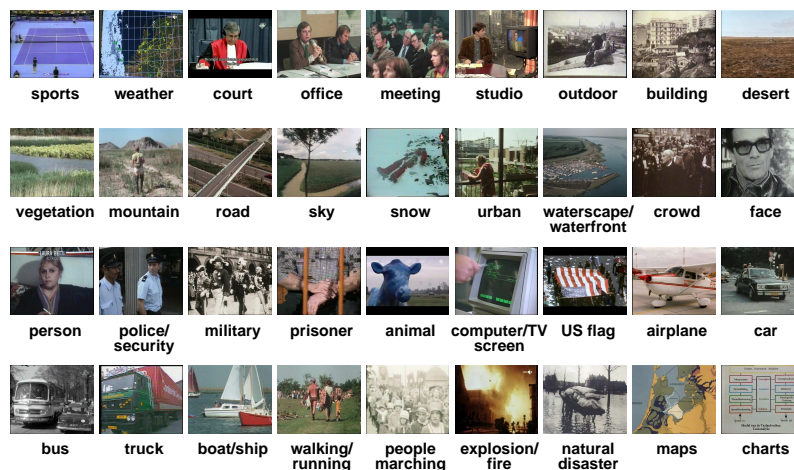 sports weather court office meeting studio outdoor building desert
vegetation mountain road sky snow urban waterscape/
waterfront crowd face
LAURA BETTI
person police/
security military prisoner animal computer/TV
screen US flag airplane car
bus truck boat/ship walking/
running people
marching explosion/
fire natural
disaster maps charts